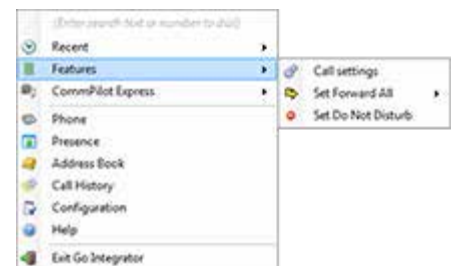 (Enter search text or number to dial)
Recent
Features
CommPilot Express
Phone
Presence
Address Book
Call History
Configuration
Help
Exit Go Integrator
Call settings
Set Forward All
Set Do Not Disturb